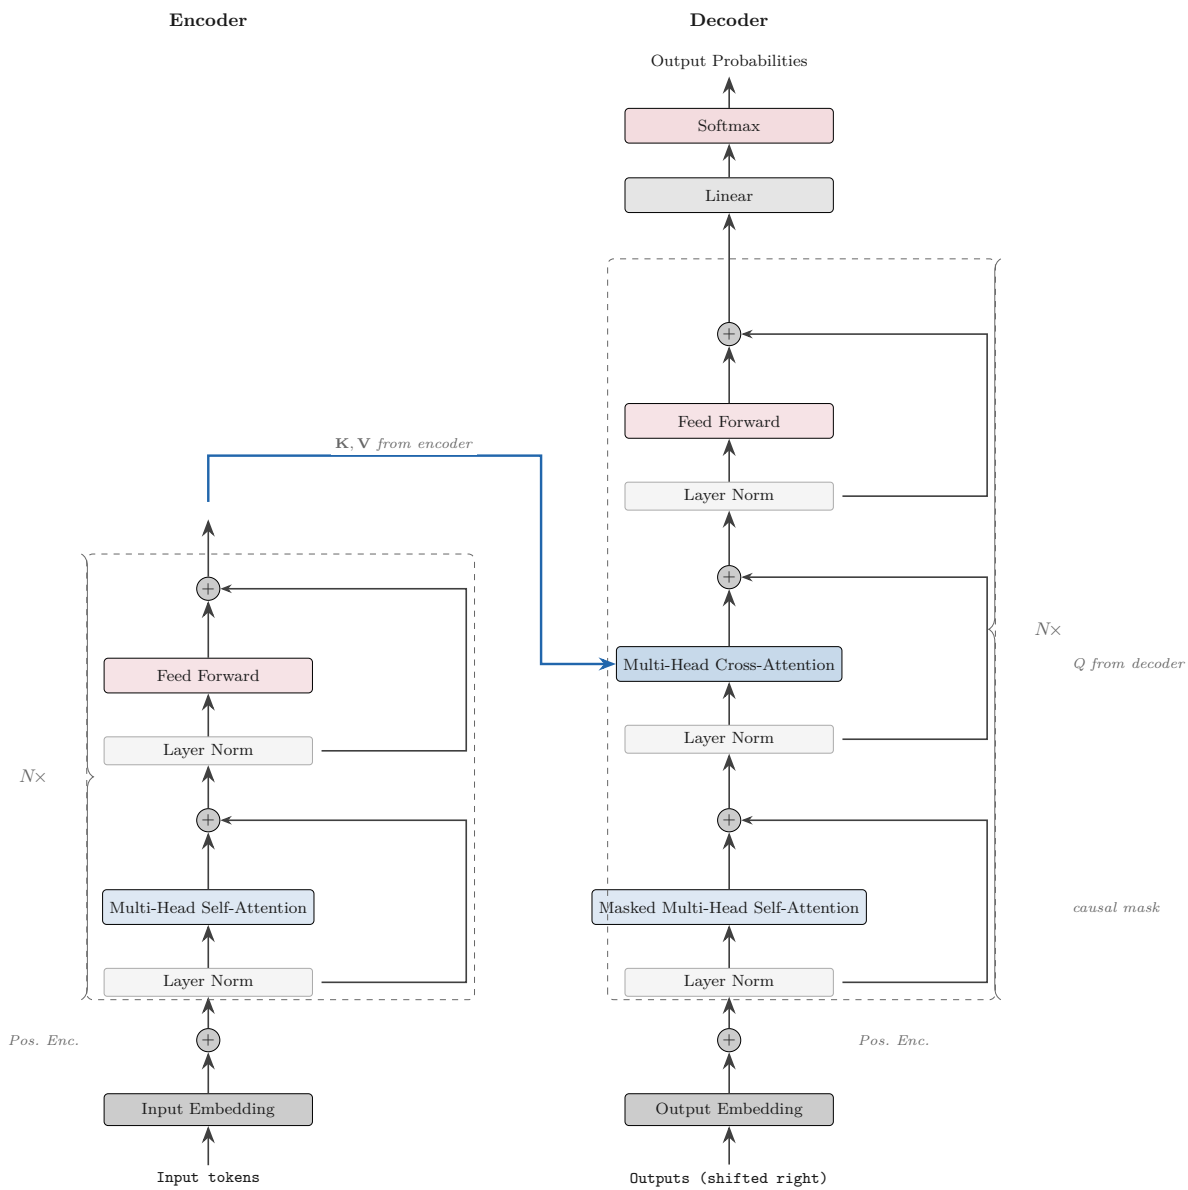 Encoder
Decoder
Output Probabilities
Softmax
Linear
+
Feed Forward
K, V from encoder
Layer Norm
+
+
N×
Multi-Head Cross-Attention
Q from decoder
Feed Forward
Layer Norm
Layer Norm
N×
+
+
Multi-Head Self-Attention
Masked Multi-Head Self-Attention
causal mask
Layer Norm
Layer Norm
Pos. Enc.
+
+
Pos. Enc.
Input Embedding
Output Embedding
Input tokens
Outputs (shifted right)